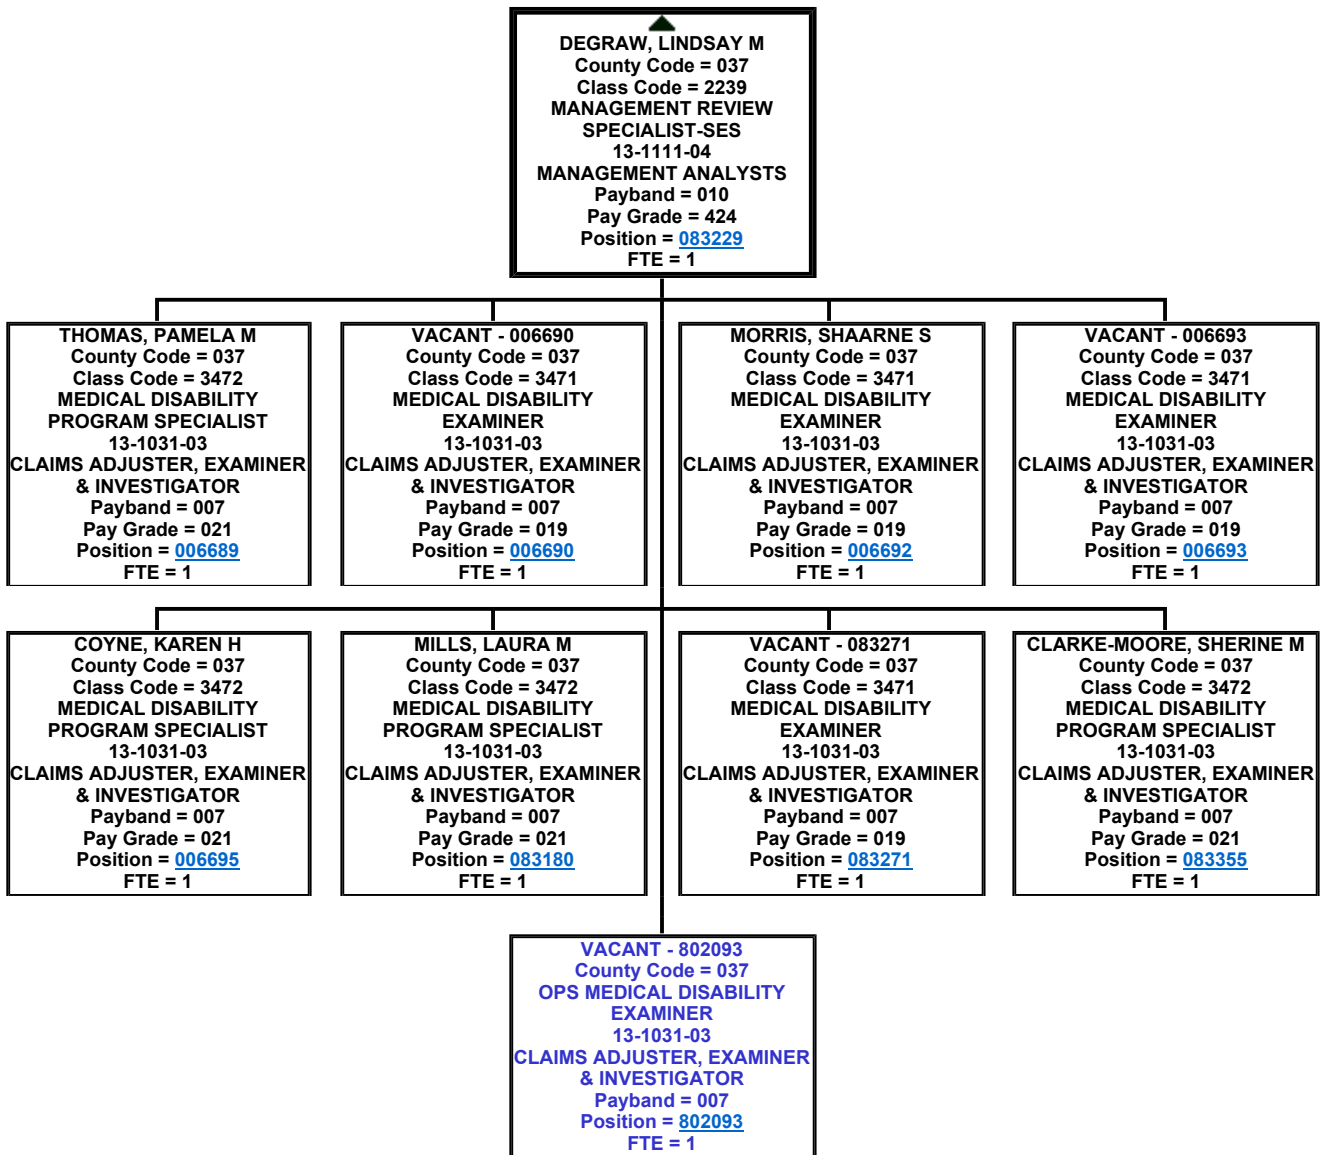 DEGRAW, LINDSAY M
County Code = 037
Class Code = 2239
MANAGEMENT REVIEW
SPECIALIST-SES
13-1111-04
MANAGEMENT ANALYSTS
Payband = 010
Pay Grade = 424
Position = 083229
FTE = 1
THOMAS, PAMELA M
County Code = 037
Class Code = 3472
MEDICAL DISABILITY
PROGRAM SPECIALIST
13-1031-03
CLAIMS ADJUSTER, EXAMINER
& INVESTIGATOR
Payband = 007
Pay Grade = 021
Position = 006689
FTE = 1
VACANT - 006690
County Code = 037
Class Code = 3471
MEDICAL DISABILITY
EXAMINER
13-1031-03
CLAIMS ADJUSTER, EXAMINER
& INVESTIGATOR
Payband = 007
Pay Grade = 019
Position = 006690
FTE = 1
MORRIS, SHAARNE S
County Code = 037
Class Code = 3471
MEDICAL DISABILITY
EXAMINER
13-1031-03
CLAIMS ADJUSTER, EXAMINER
& INVESTIGATOR
Payband = 007
Pay Grade = 019
Position = 006692
FTE = 1
VACANT - 006693
County Code = 037
Class Code = 3471
MEDICAL DISABILITY
EXAMINER
13-1031-03
CLAIMS ADJUSTER, EXAMINER
& INVESTIGATOR
Payband = 007
Pay Grade = 019
Position = 006693
FTE = 1
COYNE, KAREN H
County Code = 037
Class Code = 3472
MEDICAL DISABILITY
PROGRAM SPECIALIST
13-1031-03
CLAIMS ADJUSTER, EXAMINER
& INVESTIGATOR
Payband = 007
Pay Grade = 021
Position = 006695
FTE = 1
MILLS, LAURA M
County Code = 037
Class Code = 3472
MEDICAL DISABILITY
PROGRAM SPECIALIST
13-1031-03
CLAIMS ADJUSTER, EXAMINER
& INVESTIGATOR
Payband = 007
Pay Grade = 021
Position = 083180
FTE = 1
VACANT - 083271
County Code = 037
Class Code = 3471
MEDICAL DISABILITY
EXAMINER
13-1031-03
CLAIMS ADJUSTER, EXAMINER
& INVESTIGATOR
Payband = 007
Pay Grade = 019
Position = 083271
FTE = 1
CLARKE-MOORE, SHERINE M
County Code = 037
Class Code = 3472
MEDICAL DISABILITY
PROGRAM SPECIALIST
13-1031-03
CLAIMS ADJUSTER, EXAMINER
& INVESTIGATOR
Payband = 007
Pay Grade = 021
Position = 083355
FTE = 1
VACANT - 802093
County Code = 037
OPS MEDICAL DISABILITY
EXAMINER
13-1031-03
CLAIMS ADJUSTER, EXAMINER
& INVESTIGATOR
Payband = 007
Position = 802093
FTE = 1